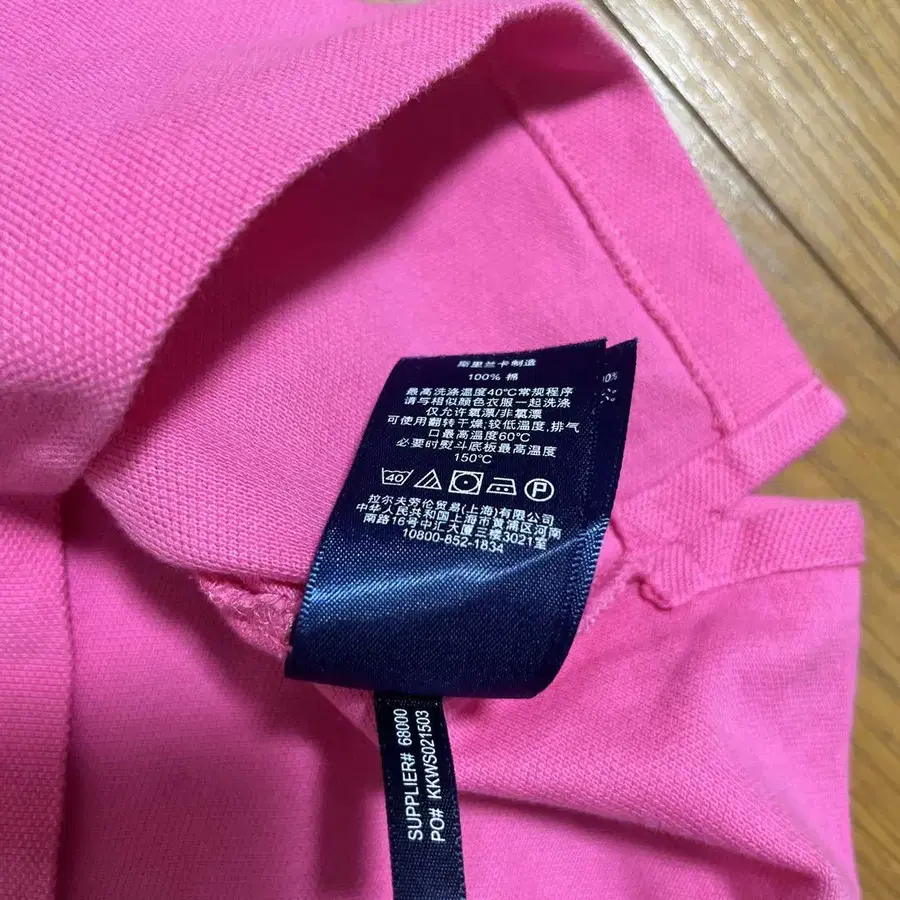 斯里兰卡制造
100% 棉
最高洗涤温度40℃常规程序
请与相似颜色衣服一起洗涤
仅允许氧漂/非氯漂
可使用翻转干燥,较低温度,排气
口最高温度60℃
必要时熨斗底板最高温度
150℃
40 P
拉尔夫劳伦贸易(上海)有限公司
中华人民共和国上海市黄浦区河南
南路16号中汇大厦三楼3021室
10800-852-1834
SUPPLIER# 68000
PO# KKWS021503